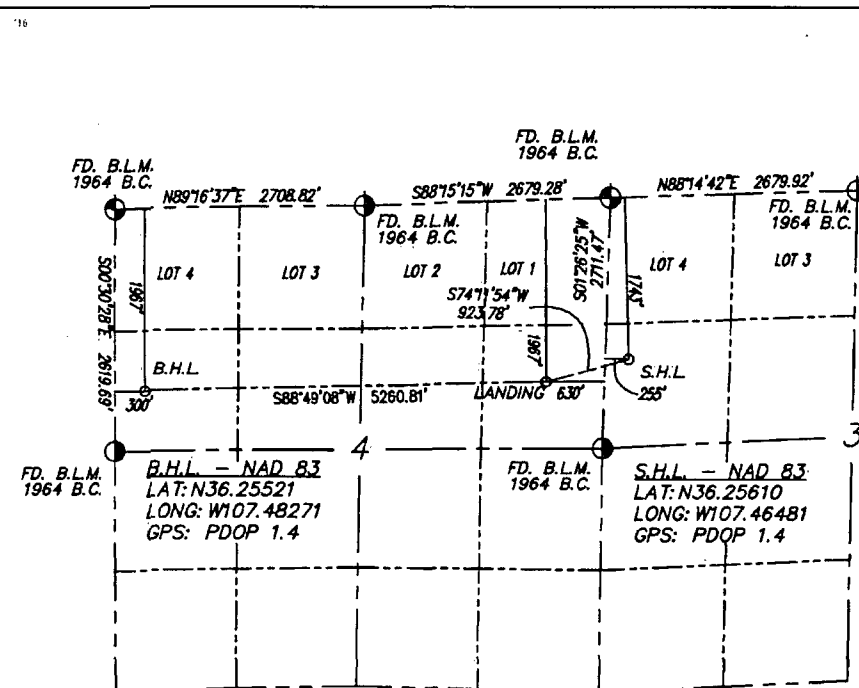 FD. B.L.M.
1964 B.C.
FD. B.L.M.
1964 B.C.
N89°16'37"E 2708.82'
S88°15'15"W 2679.28'
N88°14'42"E 2679.92'
FD. B.L.M.
1964 B.C.
FD. B.L.M.
1964 B.C.
LOT 4
LOT 3
LOT 2
LOT 1
LOT 4
LOT 3
S00°30'28"E 2619.69'
1967'
S01°26'25"W
2711.47'
1743'
S74°11'54"W
923.78'
1967'
B.H.L.
S.H.L.
300'
S88°49'08"W 5260.81'
LANDING
630'
255'
4
3
FD. B.L.M.
1964 B.C.
B.H.L. - NAD 83
LAT: N36.25521
LONG: W107.48271
GPS: PDOP 1.4
FD. B.L.M.
1964 B.C.
S.H.L. - NAD 83
LAT: N36.25610
LONG: W107.46481
GPS: PDOP 1.4